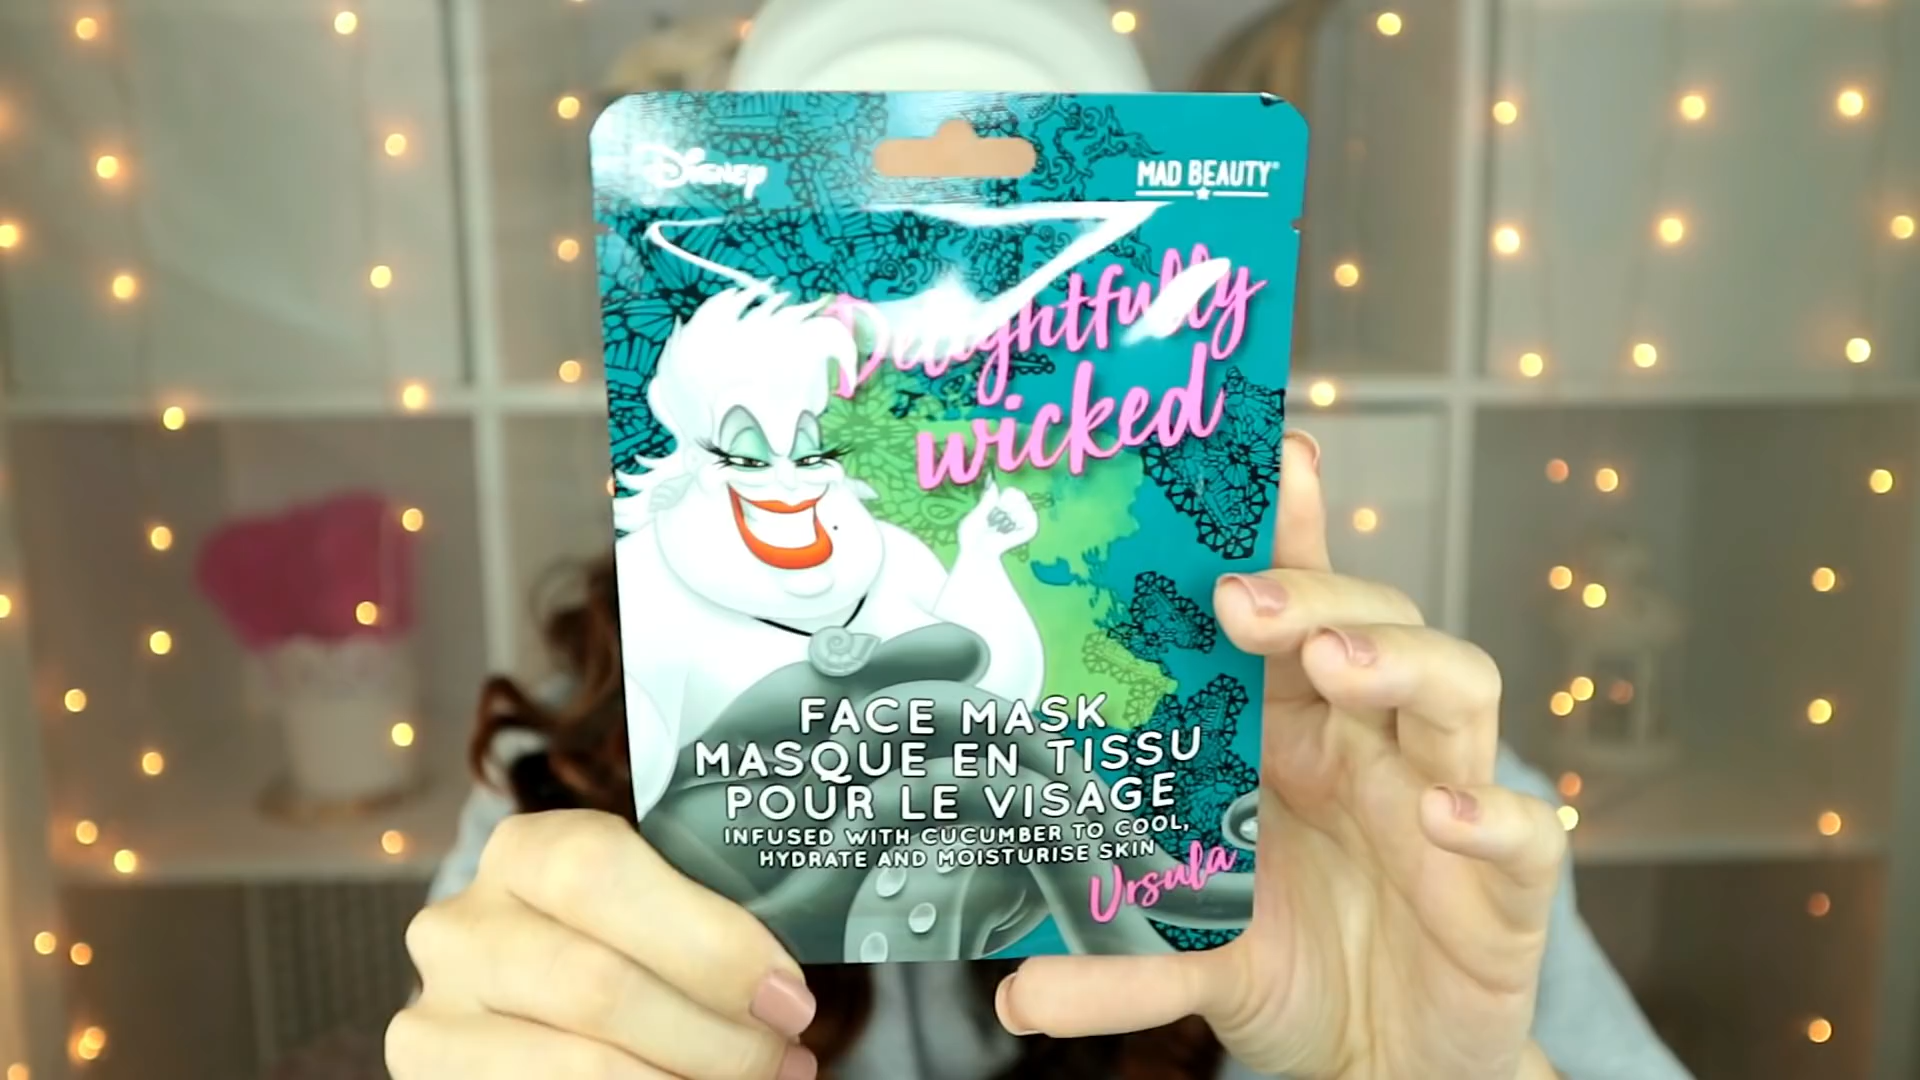 Disney
MAD BEAUTY®
Delightfully
wicked
FACE MASK
MASQUE EN TISSU
POUR LE VISAGE
INFUSED WITH CUCUMBER TO COOL,
HYDRATE AND MOISTURISE SKIN
Ursula